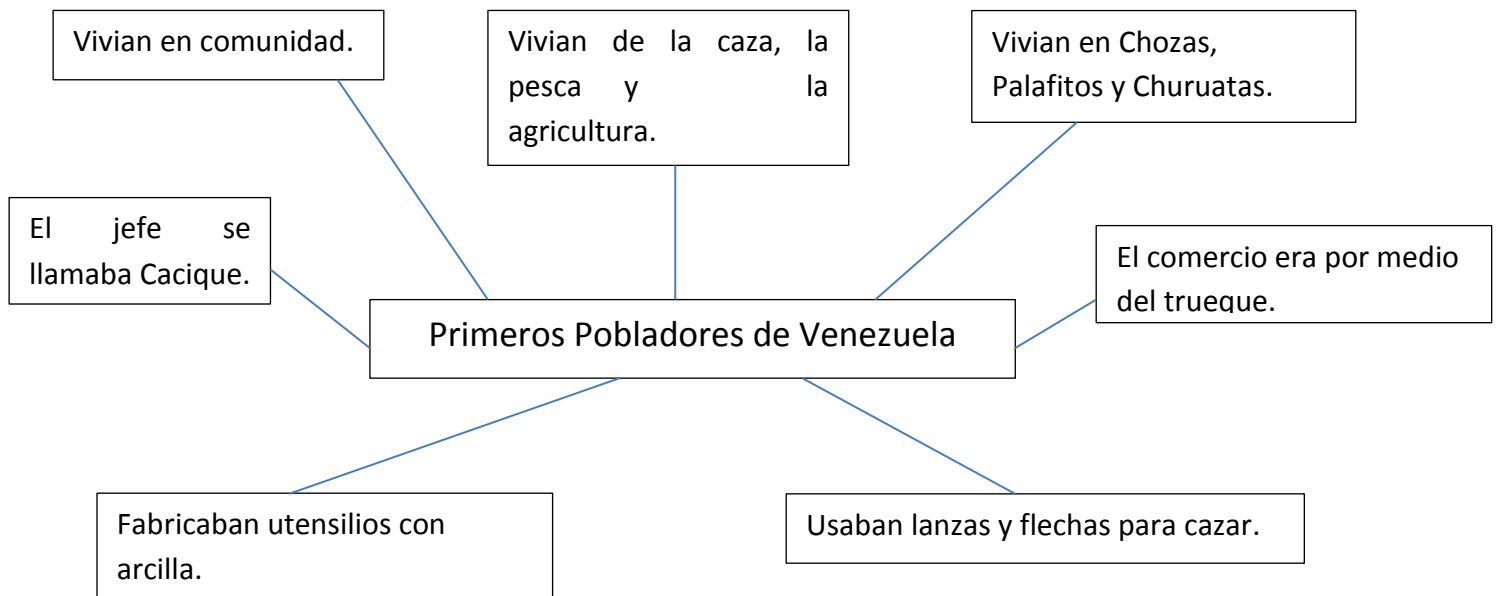 Vivian en comunidad.
Vivian de la caza, la
pesca y la
agricultura.
Vivian en Chozas,
Palafitos y Churuatas.
El jefe se
llamaba Cacique.
El comercio era por medio
del trueque.
Primeros Pobladores de Venezuela
Fabricaban utensilios con
arcilla.
Usaban lanzas y flechas para cazar.